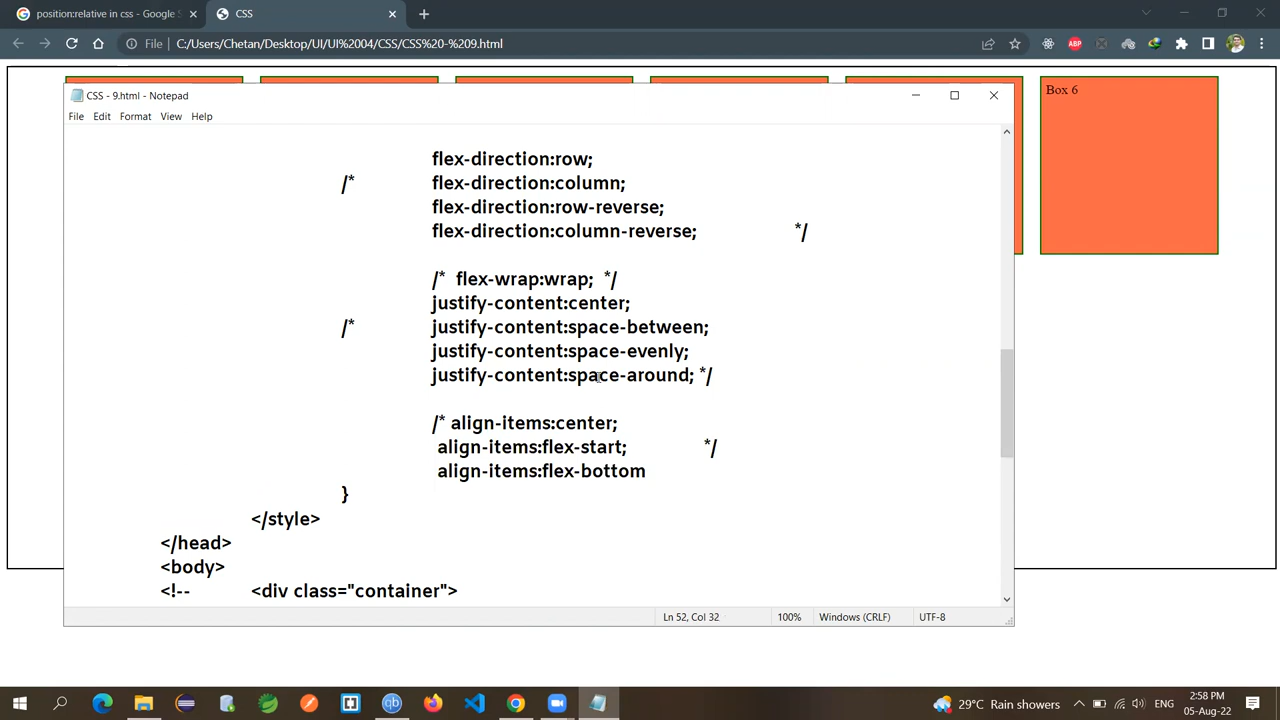 position:relative in css - Google S
CSS
File
C:/Users/Chetan/Desktop/UI/UI%2004/CSS/CSS%20-%209.html
ABP
Box 6
CSS - 9.html - Notepad
File Edit Format View Help
flex-direction:row;
/* flex-direction:column;
flex-direction:row-reverse;
flex-direction:column-reverse; */
/* flex-wrap:wrap; */
justify-content:center;
/* justify-content:space-between;
justify-content:space-evenly;
justify-content:space-around; */
/* align-items:center;
align-items:flex-start; */
align-items:flex-bottom
}
</style>
</head>
<body>
<!-- <div class="container">
Ln 52, Col 32 100% Windows (CRLF) UTF-8
29°C Rain showers ENG 2:58 PM
05-Aug-22